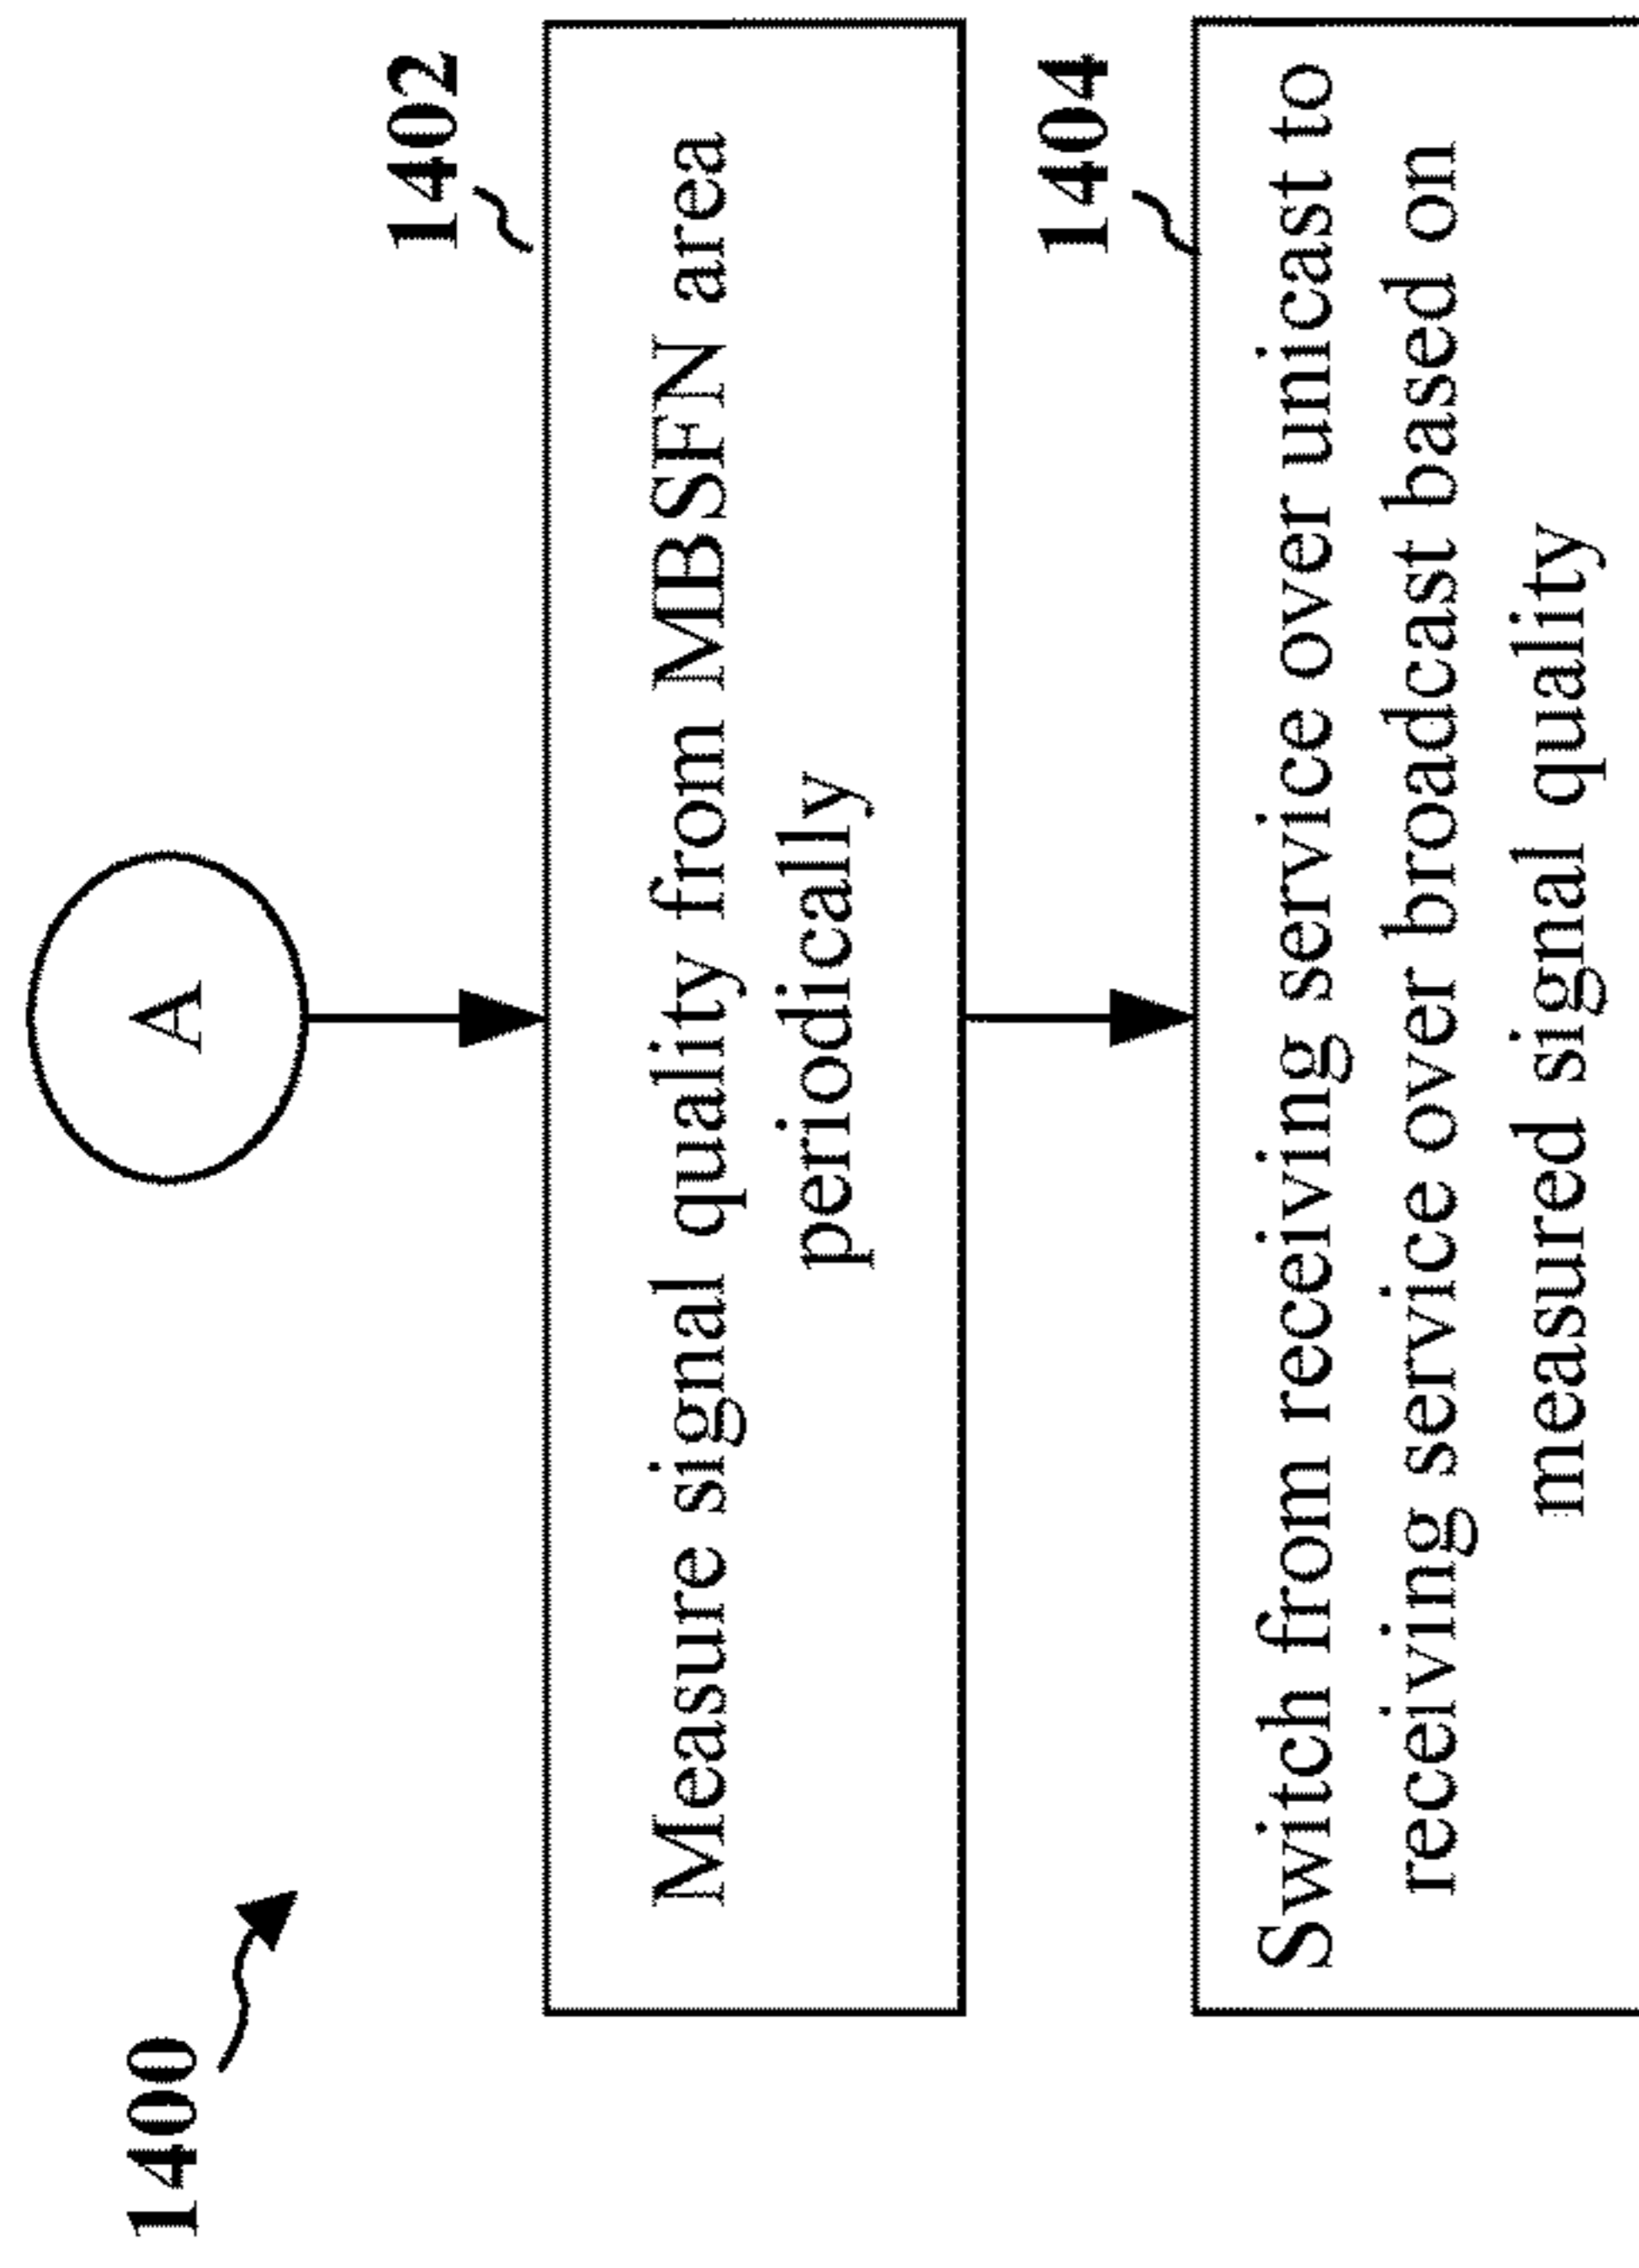 1400
A
1402
Measure signal quality from MBSFN area
periodically
1404
Switch from receiving service over unicast to
receiving service over broadcast based on
measured signal quality